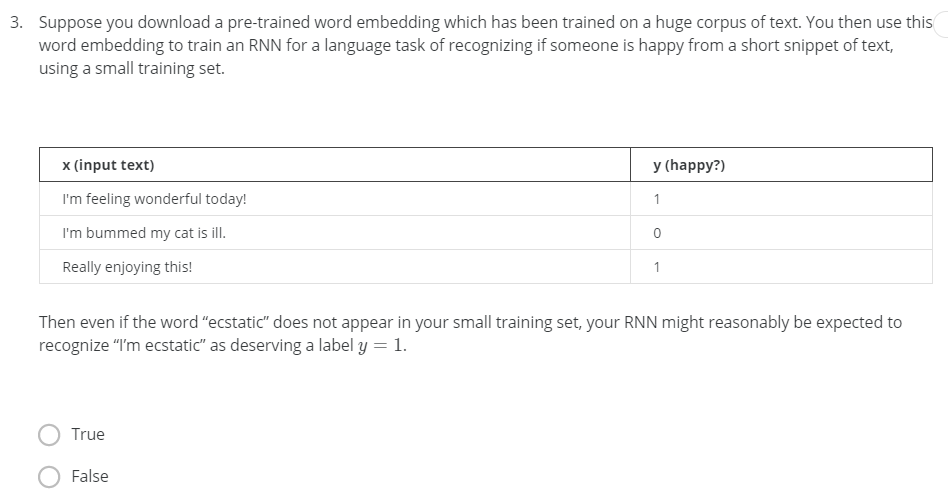 3. Suppose you download a pre-trained word embedding which has been trained on a huge corpus of text. You then use this
word embedding to train an RNN for a language task of recognizing if someone is happy from a short snippet of text,
using a small training set.
x (input text) y (happy?)
I'm feeling wonderful today! 1
I'm bummed my cat is ill. 0
Really enjoying this! 1
Then even if the word “ecstatic” does not appear in your small training set, your RNN might reasonably be expected to
recognize “I’m ecstatic” as deserving a label y = 1.
True
False